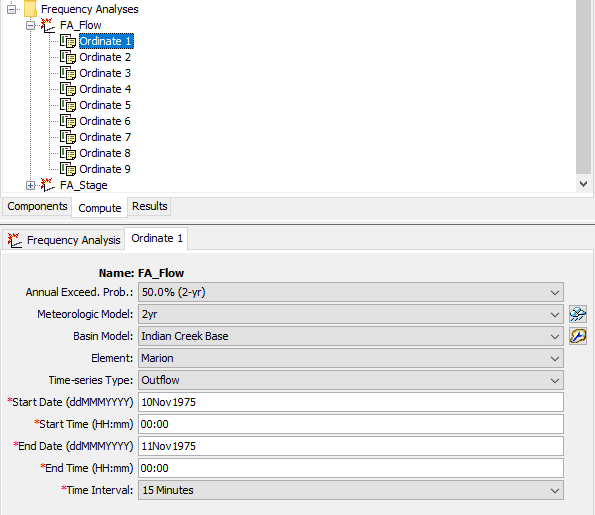 Frequency Analyses
FA_Flow
Ordinate 1
Ordinate 2
Ordinate 3
Ordinate 4
Ordinate 5
Ordinate 6
Ordinate 7
Ordinate 8
Ordinate 9
FA_Stage
Components Compute Results
Frequency Analysis Ordinate 1
Name: FA_Flow
Annual Exceed. Prob.: 50.0% (2-yr)
Meteorologic Model: 2yr
Basin Model: Indian Creek Base
Element: Marion
Time-series Type: Outflow
*Start Date (ddMMMYYYY) 10Nov1975
*Start Time (HH:mm) 00:00
*End Date (ddMMMYYYY) 11Nov1975
*End Time (HH:mm) 00:00
*Time Interval: 15 Minutes